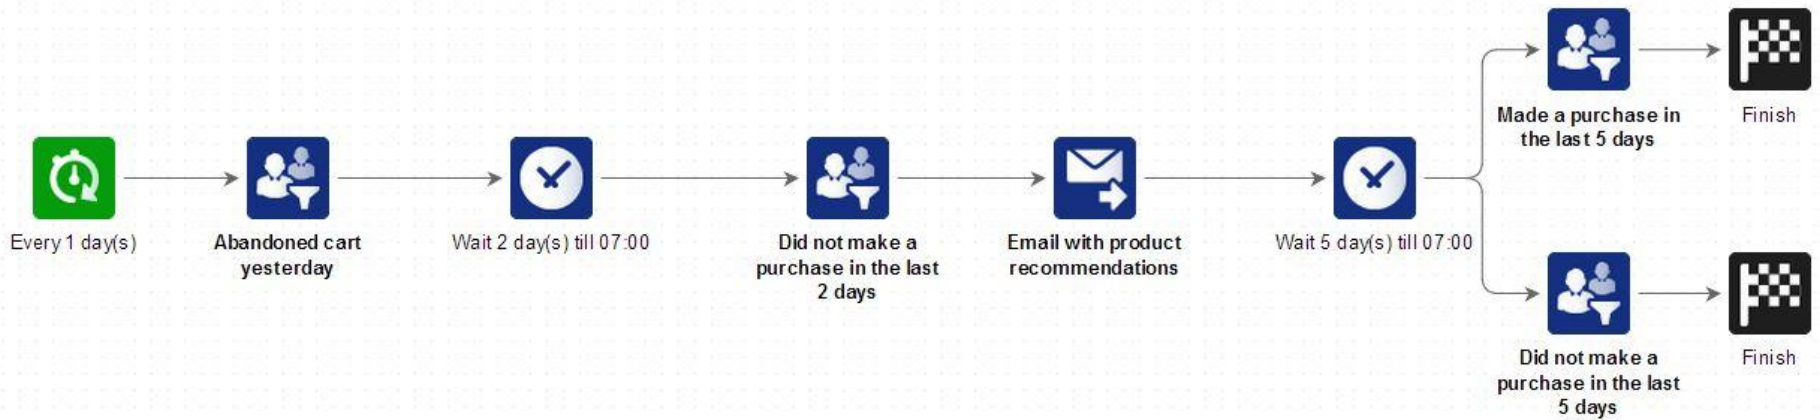 Every 1 day(s)
Abandoned cart
yesterday
Wait 2 day(s) till 07:00
Did not make a
purchase in the last
2 days
Email with product
recommendations
Wait 5 day(s) till 07:00
Made a purchase in
the last 5 days
Finish
Did not make a
purchase in the last
5 days
Finish